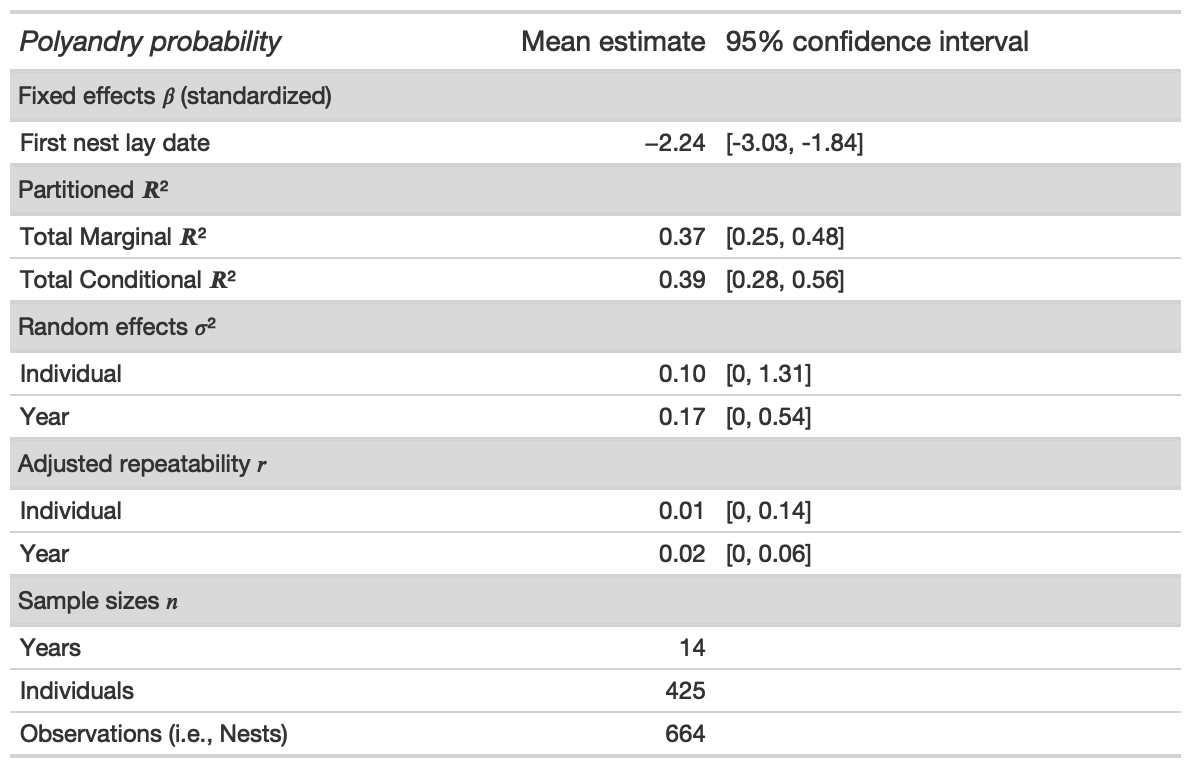 Polyandry probability Mean estimate 95% confidence interval
Fixed effects β (standardized)
First nest lay date −2.24 [-3.03, -1.84]
Partitioned R²
Total Marginal R² 0.37 [0.25, 0.48]
Total Conditional R² 0.39 [0.28, 0.56]
Random effects σ²
Individual 0.10 [0, 1.31]
Year 0.17 [0, 0.54]
Adjusted repeatability r
Individual 0.01 [0, 0.14]
Year 0.02 [0, 0.06]
Sample sizes n
Years 14
Individuals 425
Observations (i.e., Nests) 664